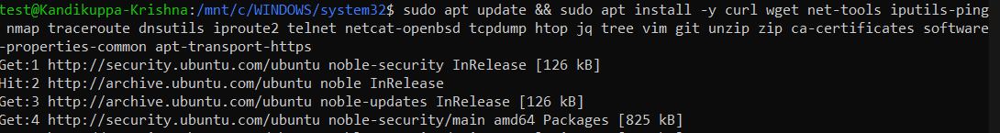 test@Kandikuppa-Krishna:/mnt/c/WINDOWS/system32$ sudo apt update && sudo apt install -y curl wget net-tools iputils-ping
nmap traceroute dnsutils iproute2 telnet netcat-openbsd tcpdump htop jq tree vim git unzip zip ca-certificates software
-properties-common apt-transport-https
Get:1 http://security.ubuntu.com/ubuntu noble-security InRelease [126 kB]
Hit:2 http://archive.ubuntu.com/ubuntu noble InRelease
Get:3 http://archive.ubuntu.com/ubuntu noble-updates InRelease [126 kB]
Get:4 http://security.ubuntu.com/ubuntu noble-security/main amd64 Packages [825 kB]